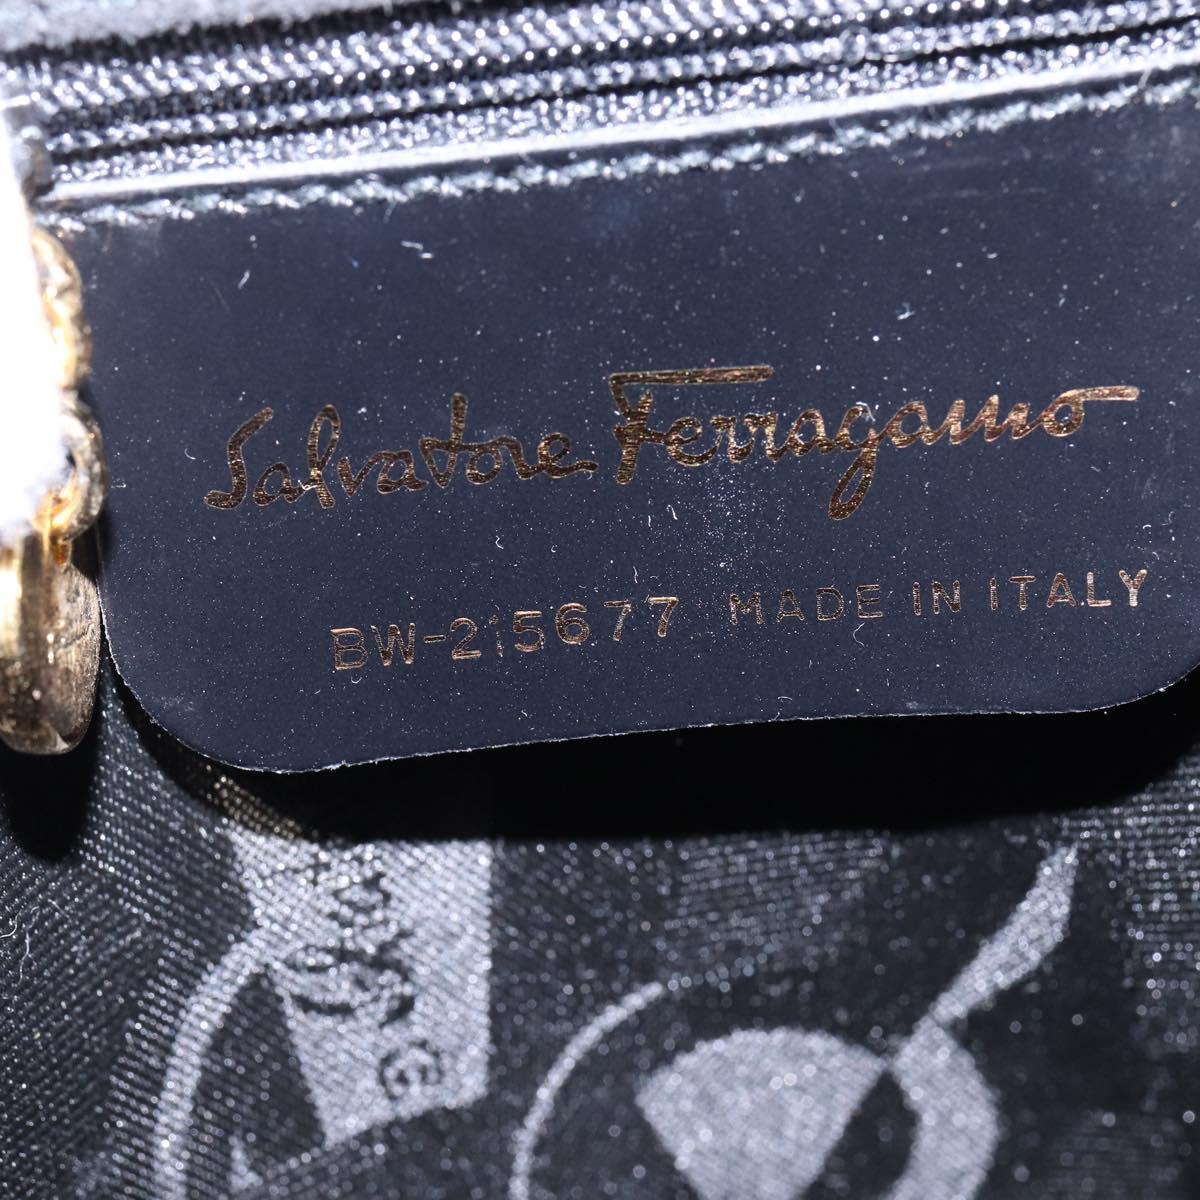 Salvatore Ferragamo
BW-215677 MADE IN ITALY